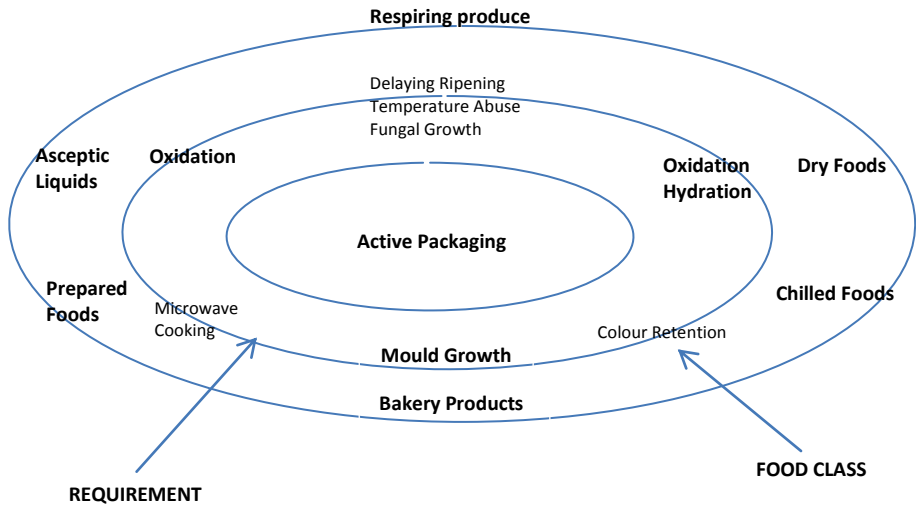 Respiring produce
Delaying Ripening
Temperature Abuse
Fungal Growth
Asceptic
Liquids
Oxidation
Oxidation
Hydration
Dry Foods
Active Packaging
Prepared
Foods
Microwave
Cooking
Chilled Foods
Colour Retention
Mould Growth
Bakery Products
REQUIREMENT
FOOD CLASS